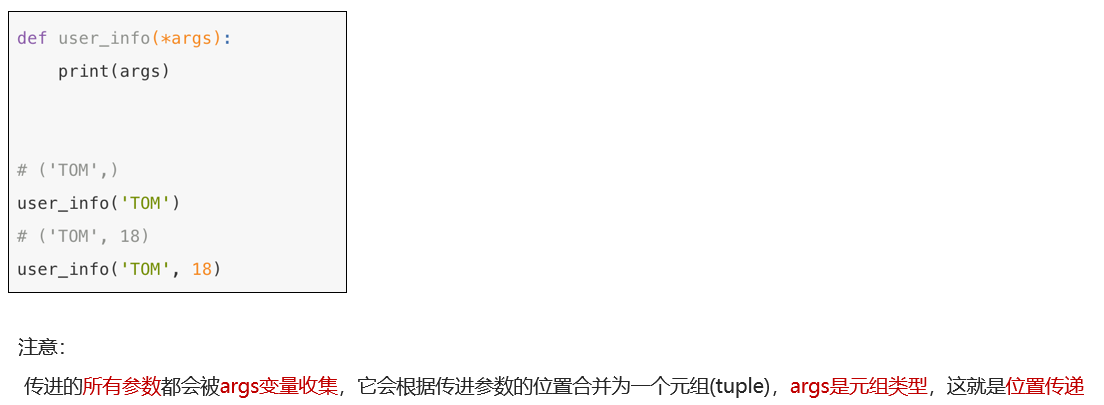 def user_info(*args):
    print(args)
# ('TOM',)
user_info('TOM')
# ('TOM', 18)
user_info('TOM', 18)
注意：
传进的所有参数都会被args变量收集，它会根据传进参数的位置合并为一个元组(tuple)，args是元组类型，这就是位置传递